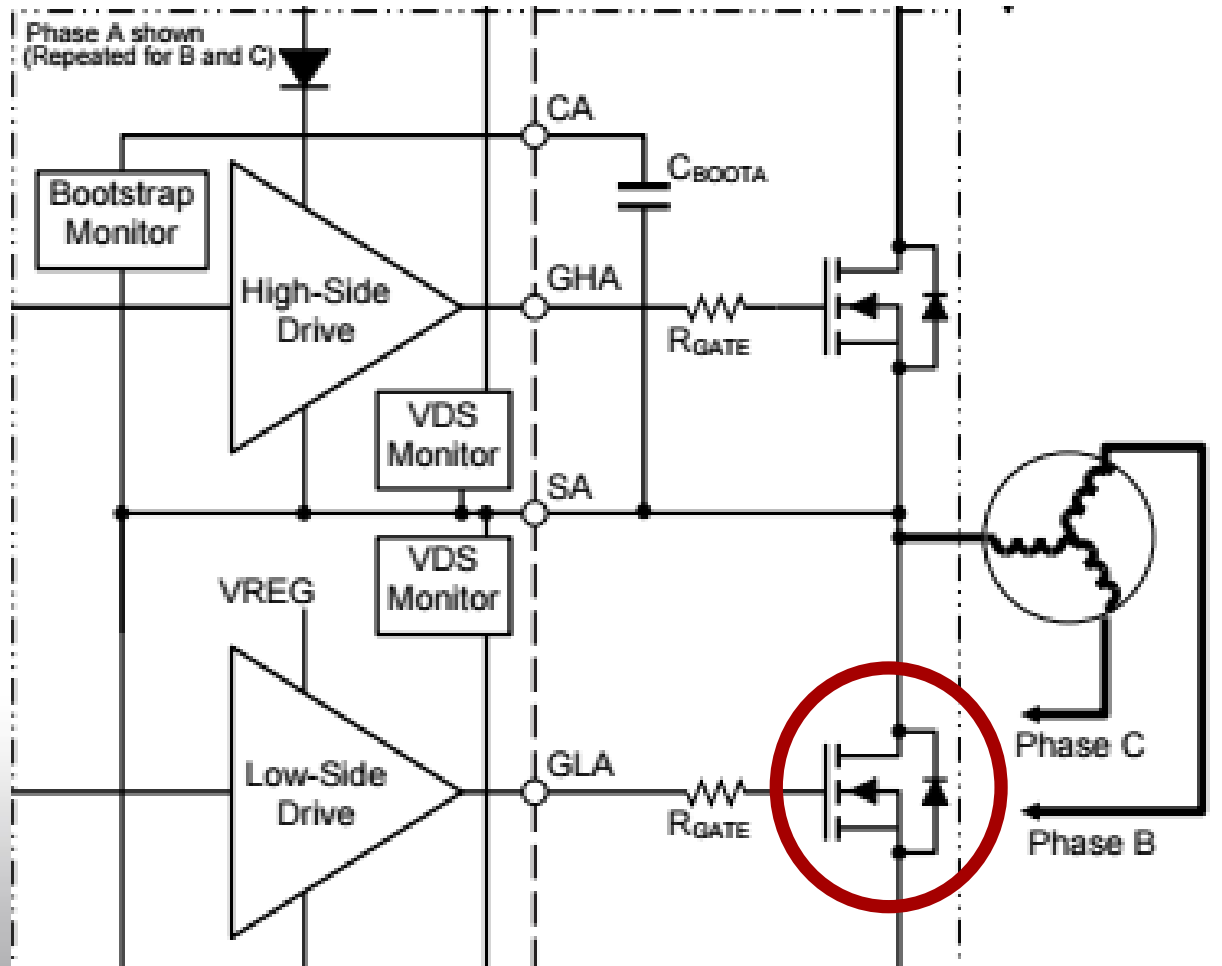 Phase A shown
(Repeated for B and C)
CA
CBOOTA
Bootstrap
Monitor
High-Side
Drive
GHA
RGATE
VDS
Monitor
SA
VDS
Monitor
VREG
Low-Side
Drive
GLA
RGATE
Phase C
Phase B